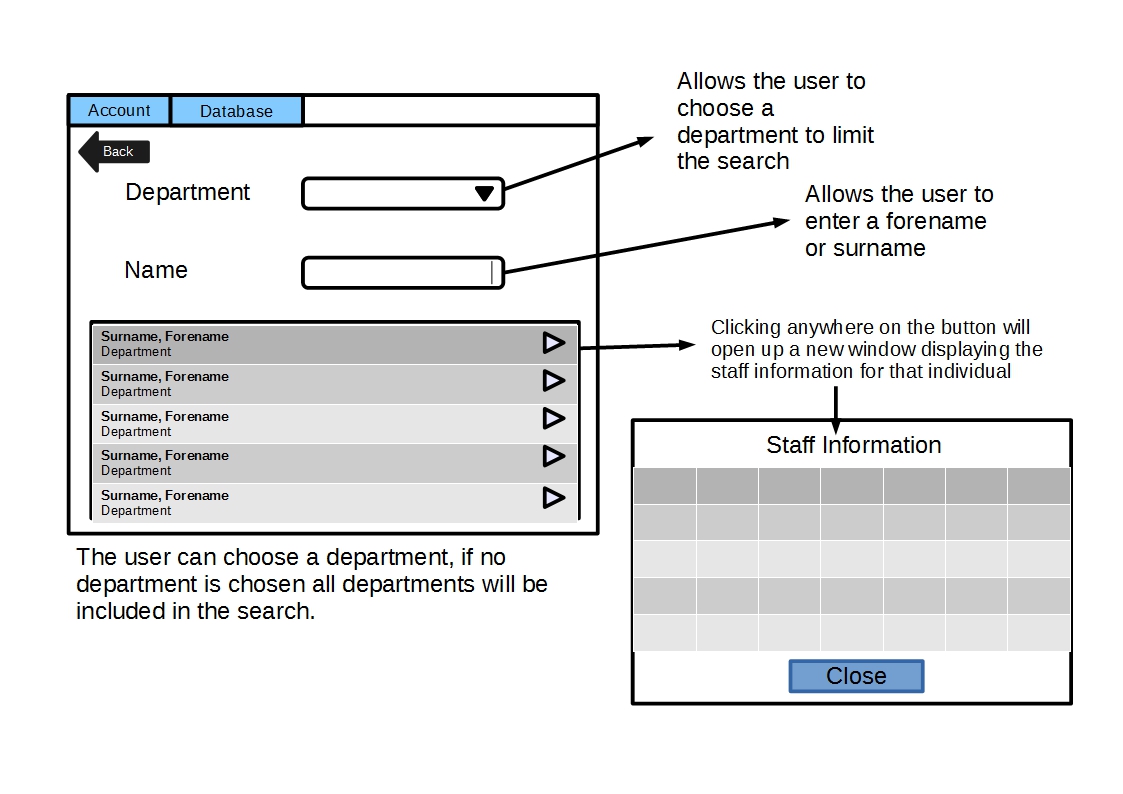 Account
Database
Back
Department
Name
Surname, Forename
Department
Surname, Forename
Department
Surname, Forename
Department
Surname, Forename
Department
Surname, Forename
Department
The user can choose a department, if no
department is chosen all departments will be
included in the search.
Allows the user to
choose a
department to limit
the search
Allows the user to
enter a forename
or surname
Clicking anywhere on the button will
open up a new window displaying the
staff information for that individual
Staff Information
Close